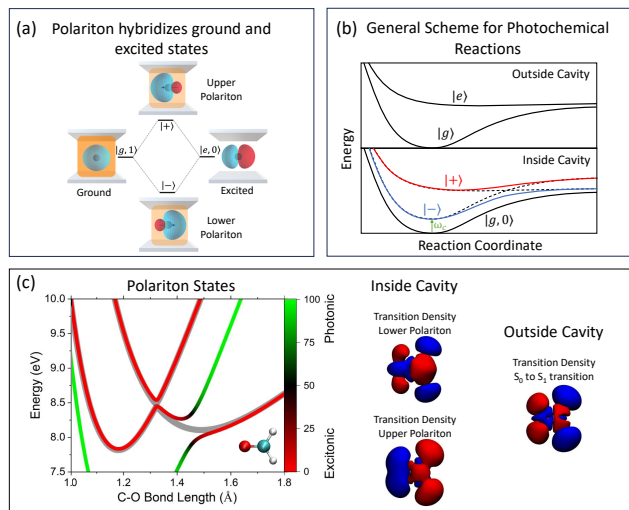 (a)
Polariton hybridizes ground and
excited states
Upper
Polariton
|+⟩
|g, 1⟩
|e, 0⟩
Ground
Excited
|−⟩
Lower
Polariton
(b)
General Scheme for Photochemical
Reactions
Outside Cavity
|e⟩
|g⟩
Inside Cavity
|+⟩
|−⟩
|g, 0⟩
ω_c
Energy
Reaction Coordinate
(c)
Polariton States
10.0
9.5
9.0
8.5
8.0
7.5
Energy (eV)
1.0
1.2
1.4
1.6
1.8
C-O Bond Length (Å)
100
75
50
25
0
Photonic
Excitonic
Inside Cavity
Transition Density
Lower Polariton
Transition Density
Upper Polariton
Outside Cavity
Transition Density
S₀ to S₁ transition